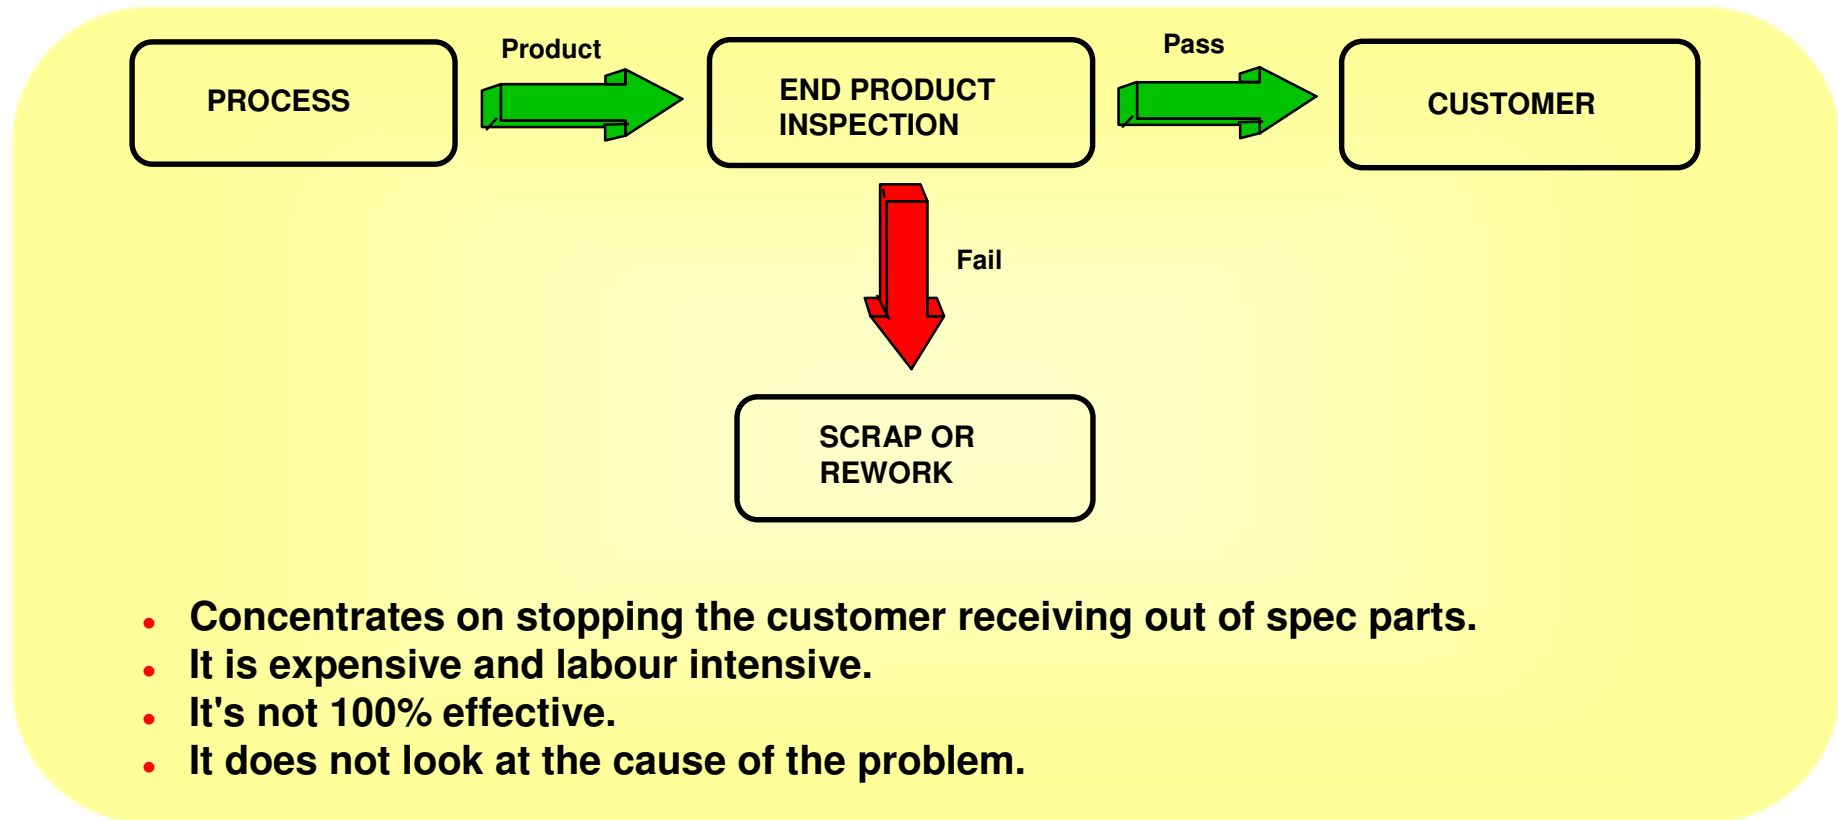 PROCESS
Product
END PRODUCT
INSPECTION
Pass
CUSTOMER
Fail
SCRAP OR
REWORK
• Concentrates on stopping the customer receiving out of spec parts.
• It is expensive and labour intensive.
• It's not 100% effective.
• It does not look at the cause of the problem.